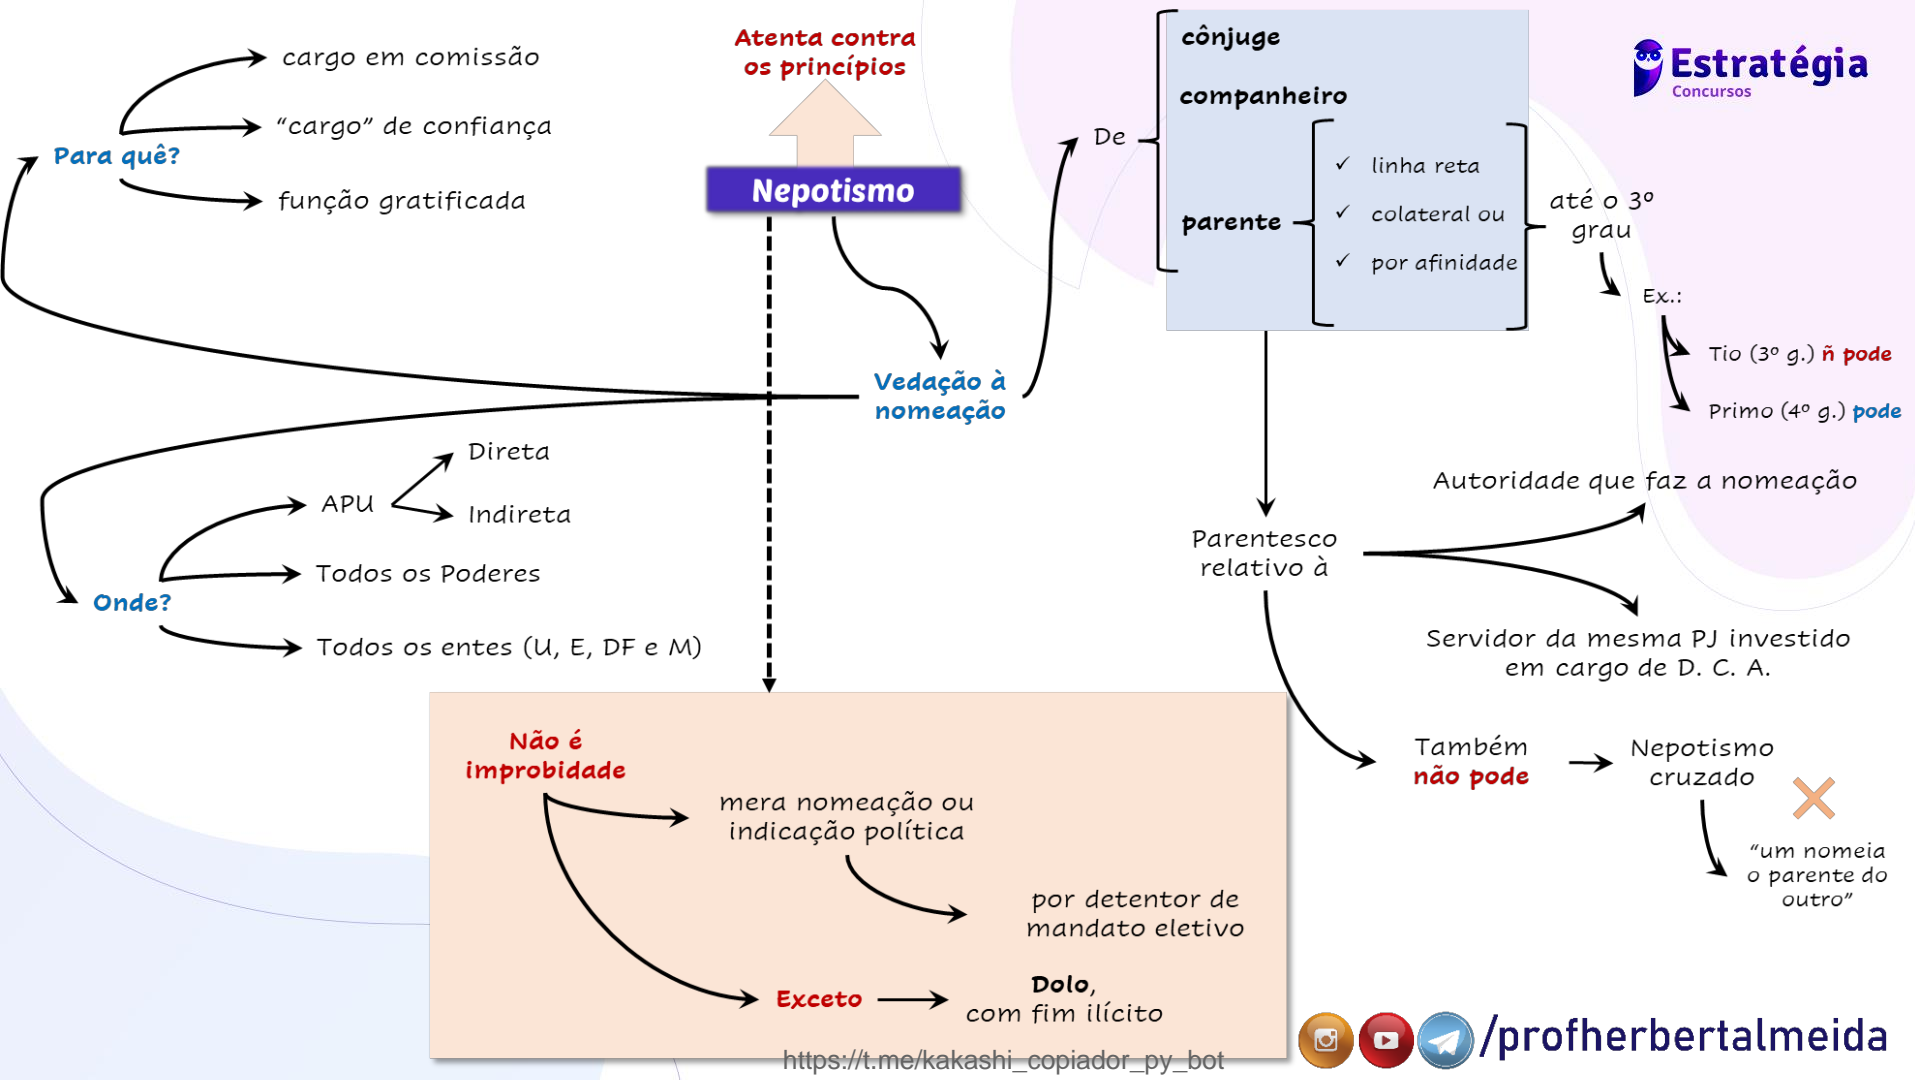 cargo em comissão
“cargo” de confiança
Para quê?
função gratificada
Atenta contra
os princípios
Nepotismo
Vedação à
nomeação
De
cônjuge
companheiro
parente
✓ linha reta
✓ colateral ou
✓ por afinidade
até o 3º
grau
Ex.:
Tio (3º g.) ñ pode
Primo (4º g.) pode
Estratégia
Concursos
Direta
APU
Indireta
Todos os Poderes
Onde?
Todos os entes (U, E, DF e M)
Autoridade que faz a nomeação
Parentesco
relativo à
Servidor da mesma PJ investido
em cargo de D. C. A.
Também
não pode
Nepotismo
cruzado
“um nomeia
o parente do
outro”
Não é
improbidade
mera nomeação ou
indicação política
por detentor de
mandato eletivo
Exceto
Dolo,
com fim ilícito
/profherbertalmeida
https://t.me/kakashi_copiador_py_bot